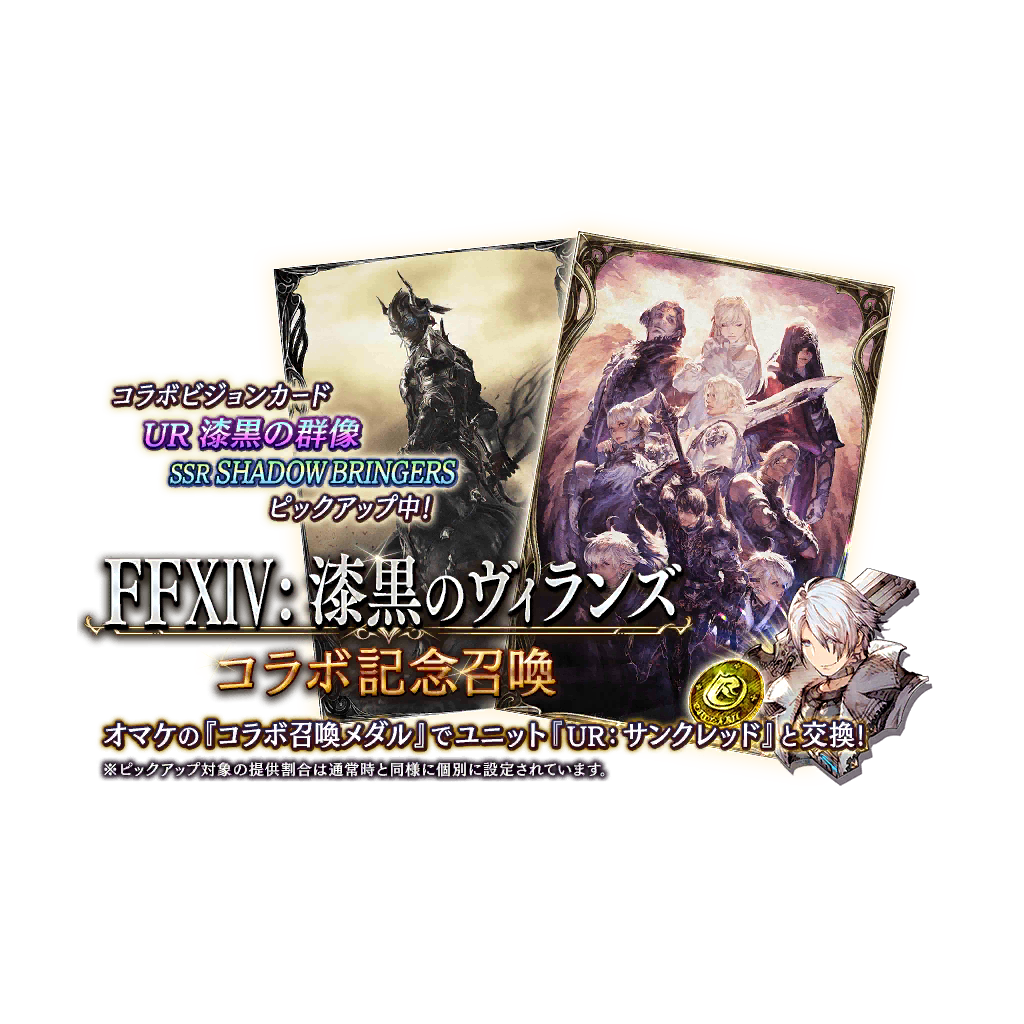 コラボビジョンカード
UR 漆黒の群像
SSR SHADOW BRINGERS
ピックアップ中!
FFXIV:漆黒のヴィランズ
コラボ記念召喚
オマケの『コラボ召喚メダル』でユニット『UR:サンクレッド』と交換!
※ピックアップ対象の提供割合は通常時と同様に個別に設定されています。